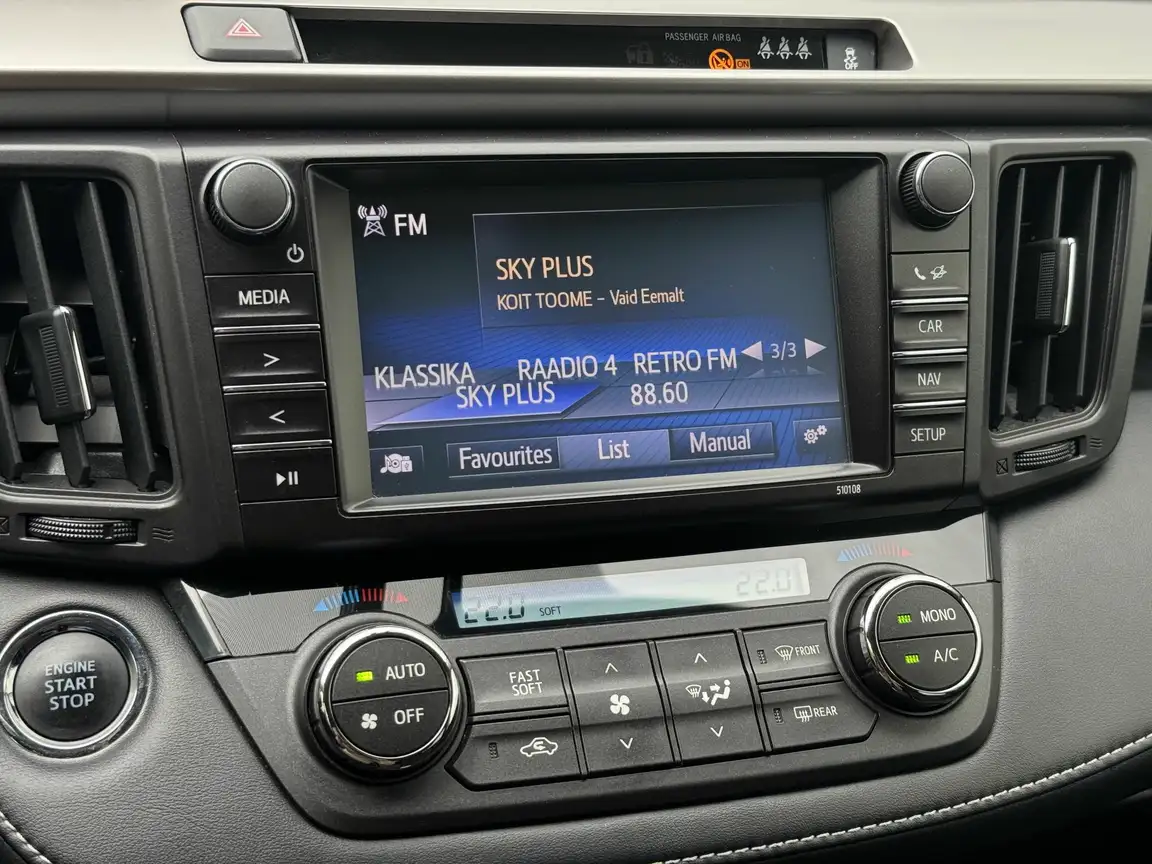 PASSENGER AIR BAG
ON
OFF
FM
MEDIA
SKY PLUS
KOIT TOOME – Vaid Eemalt
CAR
KLASSIKA RAADIO 4 RETRO FM 3/3
SKY PLUS 88.60
NAV
SETUP
Favourites List Manual
510108
22.0 SOFT 22.0
ENGINE
START
STOP
AUTO
OFF
FAST
SOFT
FRONT
REAR
MONO
A/C